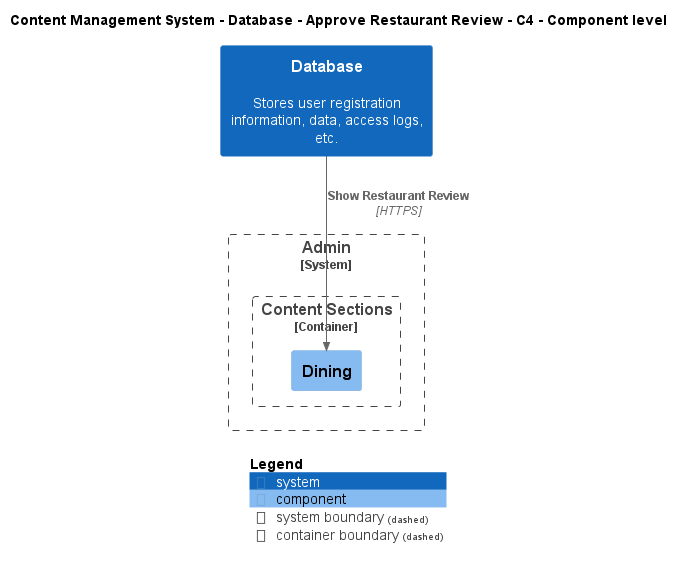 Content Management System - Database - Approve Restaurant Review - C4 - Component level
Database
Stores user registration
information, data, access logs,
etc.
Show Restaurant Review
[HTTPS]
Admin
[System]
Content Sections
[Container]
Dining
Legend
system
component
system boundary (dashed)
container boundary (dashed)